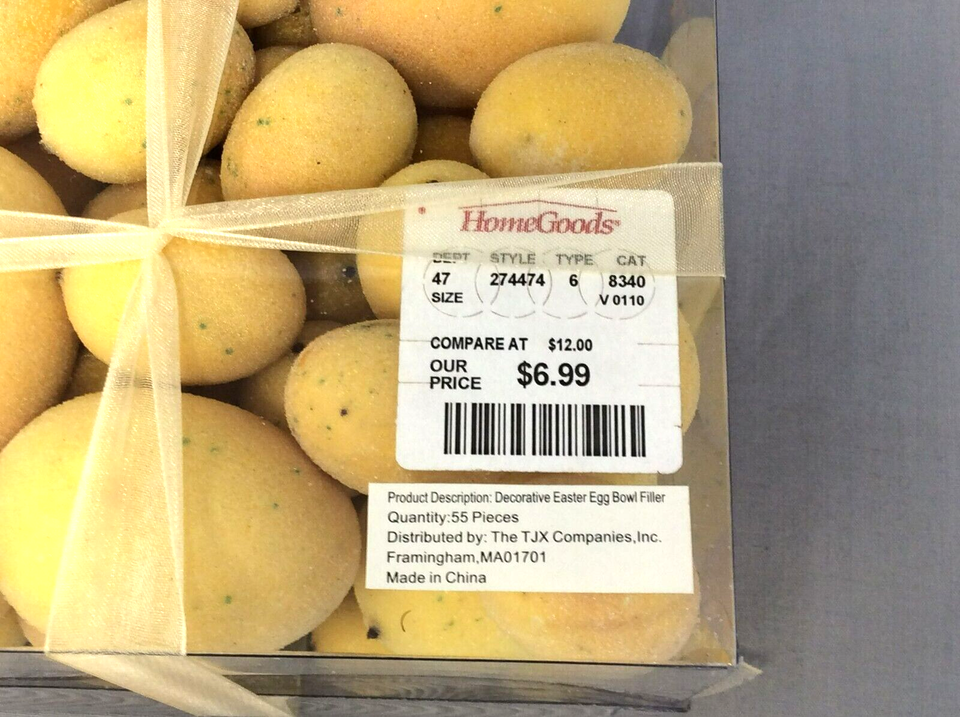 HomeGoods
DEPT STYLE TYPE CAT
47 274474 6 8340
SIZE V 0110
COMPARE AT $12.00
OUR
PRICE $6.99
Product Description: Decorative Easter Egg Bowl Filler
Quantity:55 Pieces
Distributed by: The TJX Companies,Inc.
Framingham,MA01701
Made in China